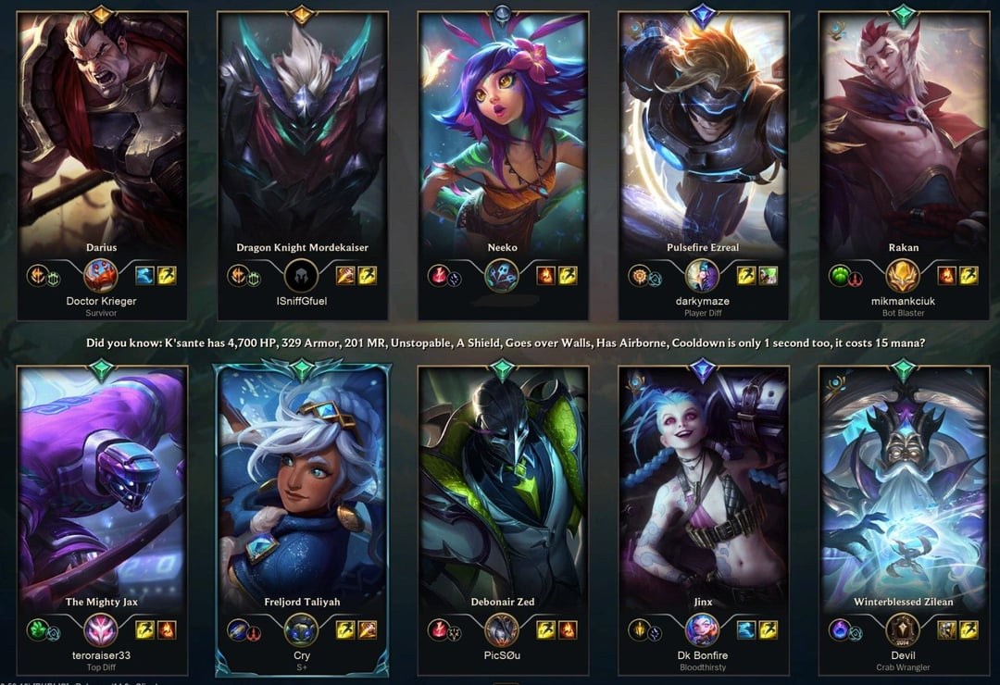 Darius
Dragon Knight Mordekaiser
Neeko
Pulsefire Ezreal
Rakan
Doctor Krieger
ISniffGfuel
darkymaze
mikmankciuk
Survivor
Player Diff
Bot Blaster
Did you know: K'sante has 4,700 HP, 329 Armor, 201 MR, Unstopable, A Shield, Goes over Walls, Has Airborne, Cooldown is only 1 second too, it costs 15 mana?
The Mighty Jax
Freljord Taliyah
Debonair Zed
Jinx
Winterblessed Zilean
teroraiser33
Cry
PicSØu
Dk Bonfire
Devil
Top Diff
S+
Bloodthirsty
Crab Wrangler